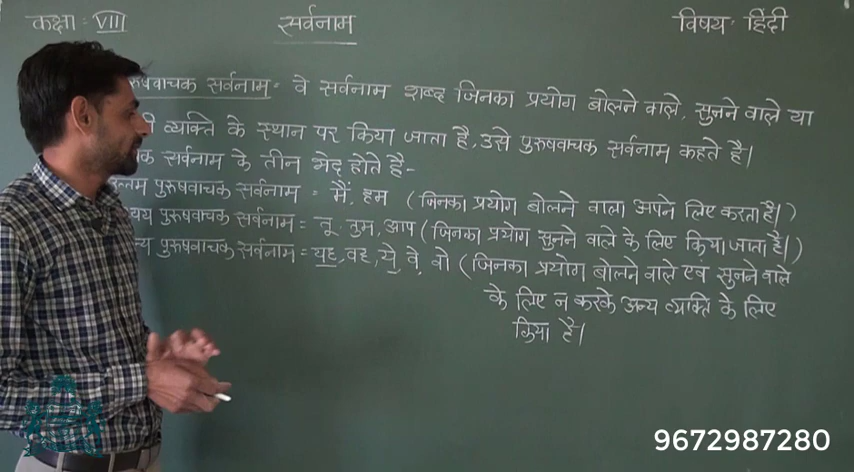 कक्षा : VIII सर्वनाम विषय- हिंदी
सर्वनाम = वे सर्वनाम शब्द जिनका प्रयोग बोलने वाले, सुनने वाले या
व्यक्ति के स्थान पर किया जाता है, उसे पुरूषवाचक सर्वनाम कहते है।
सर्वनाम के तीन भेद होते है-
पुरूषवाचक सर्वनाम = मैं, हम (जिनका प्रयोग बोलने वाला अपने लिए करता है।)
पुरूषवाचक सर्वनाम = तू, तुम, आप (जिनका प्रयोग सुनने वाले के लिए किया जाता है।)
पुरूषवाचक सर्वनाम = यह, वह, ये, वे, वो (जिनका प्रयोग बोलने वाले एव सुनने वाले
के लिए न करके अन्य व्यक्ति के लिए
किया है।
9672987280